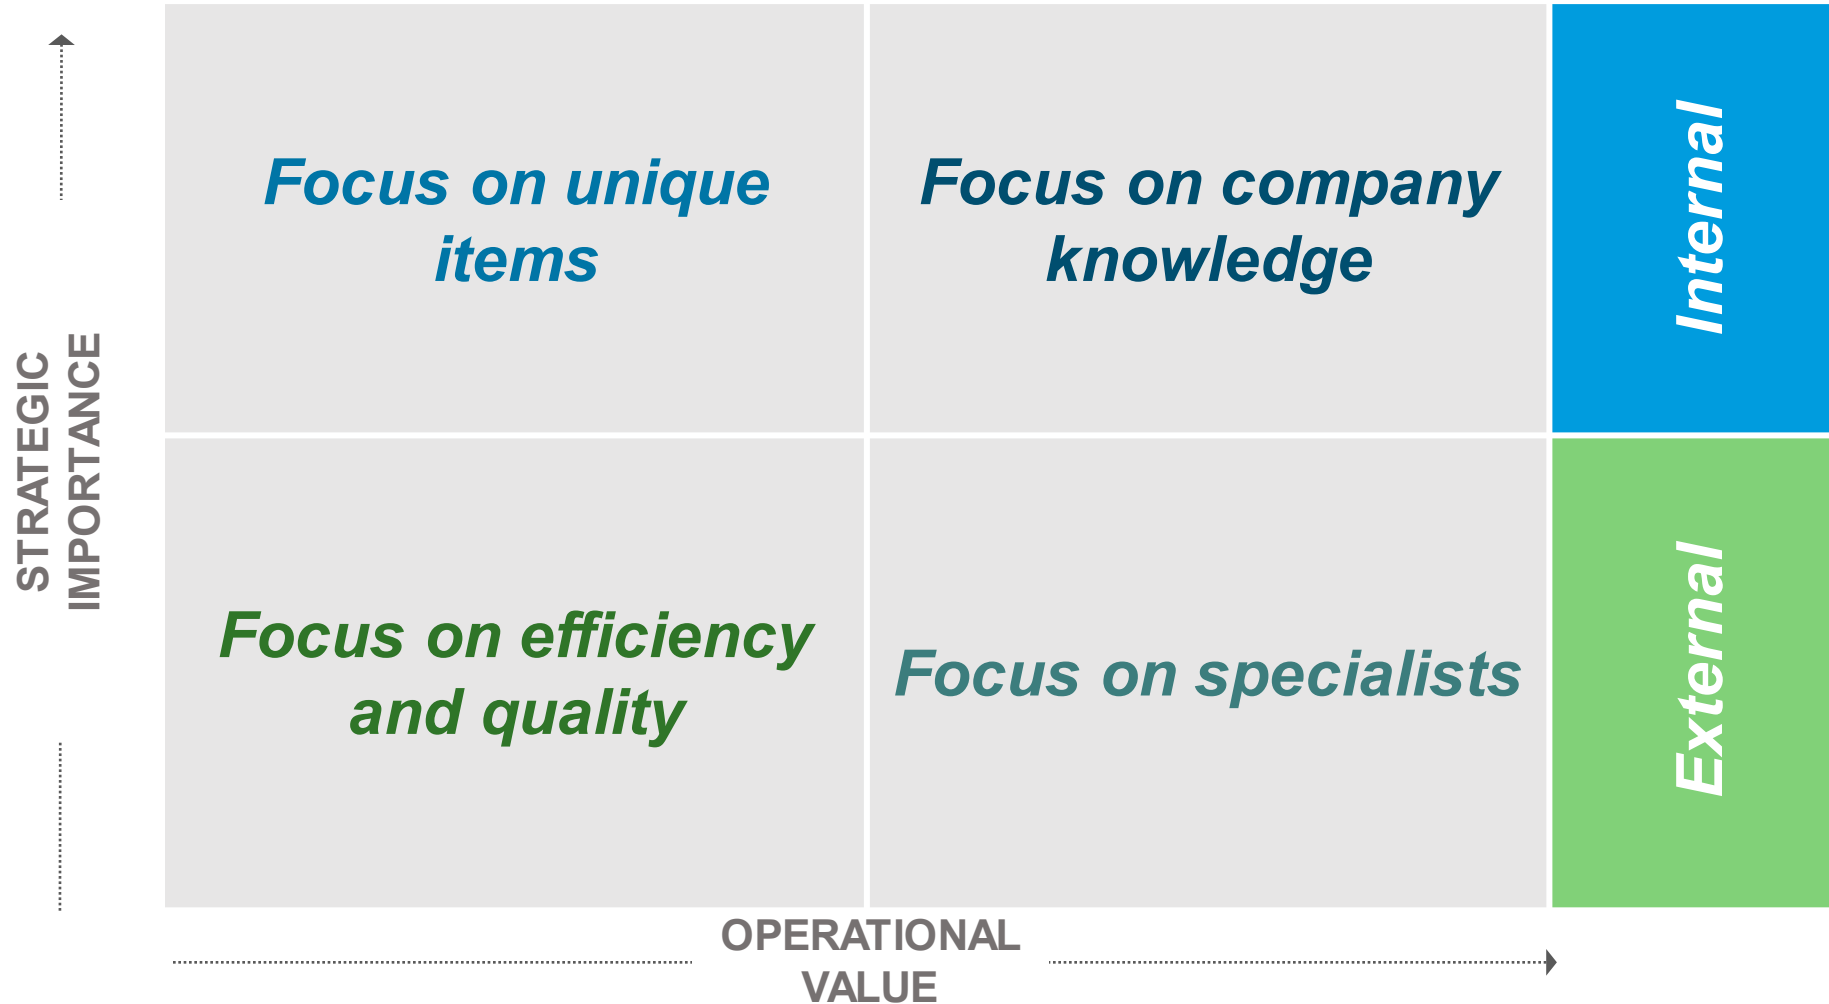 STRATEGIC
IMPORTANCE
Focus on unique
items
Focus on company
knowledge
Internal
Focus on efficiency
and quality
Focus on specialists
External
OPERATIONAL
VALUE